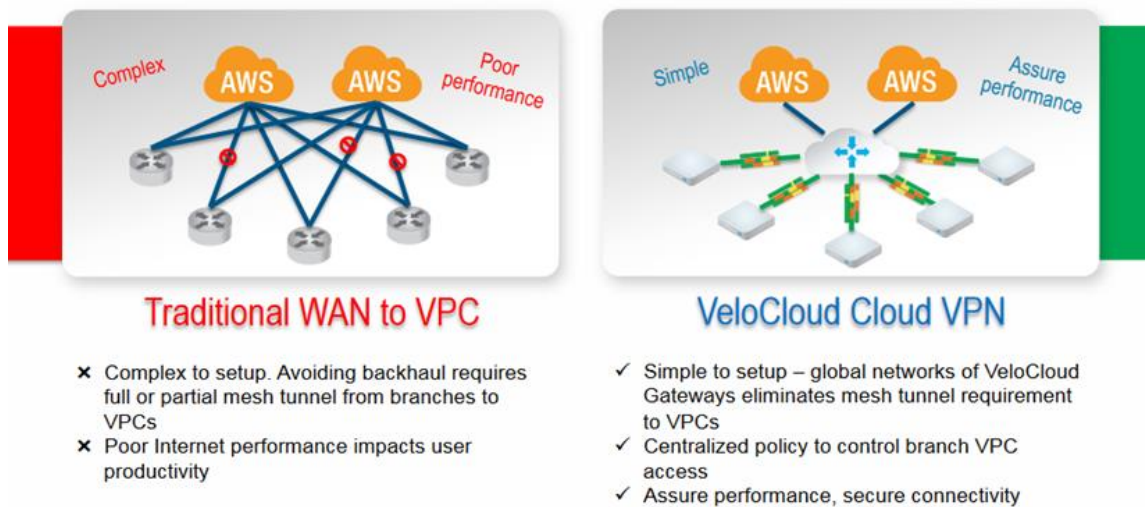 Complex
AWS
AWS
Poor
performance
Traditional WAN to VPC
× Complex to setup. Avoiding backhaul requires
full or partial mesh tunnel from branches to
VPCs
× Poor Internet performance impacts user
productivity
Simple
AWS
AWS
Assure
performance
VeloCloud Cloud VPN
✓ Simple to setup – global networks of VeloCloud
Gateways eliminates mesh tunnel requirement
to VPCs
✓ Centralized policy to control branch VPC
access
✓ Assure performance, secure connectivity